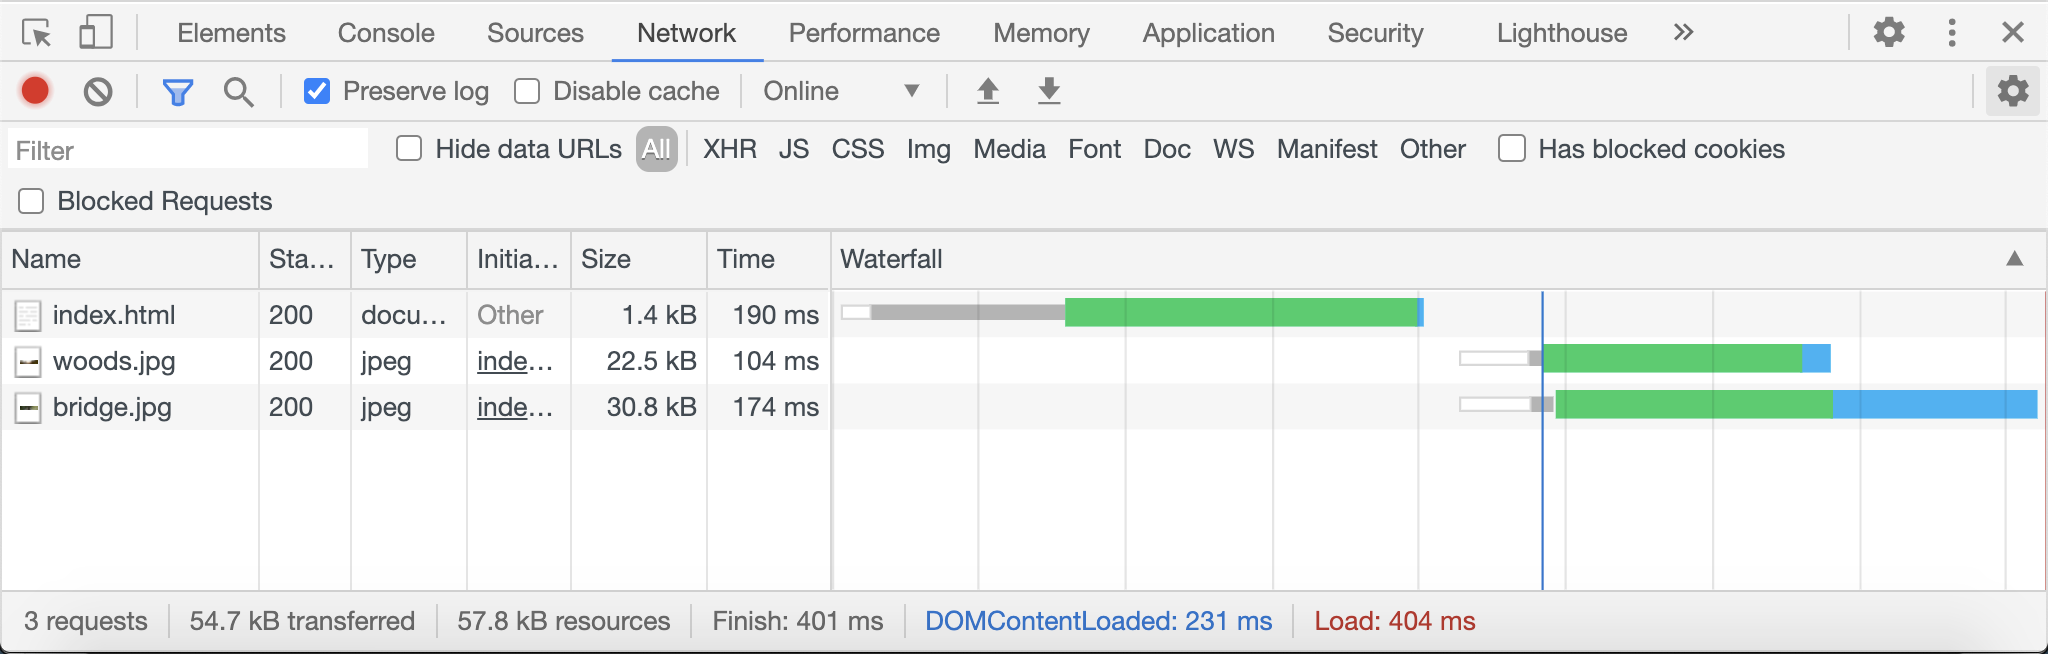 Elements Console Sources Network Performance Memory Application Security Lighthouse
Preserve log Disable cache Online
Filter Hide data URLs All XHR JS CSS Img Media Font Doc WS Manifest Other Has blocked cookies
Blocked Requests
Name Sta... Type Initia... Size Time Waterfall
index.html 200 docu... Other 1.4 kB 190 ms
woods.jpg 200 jpeg inde... 22.5 kB 104 ms
bridge.jpg 200 jpeg inde... 30.8 kB 174 ms
3 requests 54.7 kB transferred 57.8 kB resources Finish: 401 ms DOMContentLoaded: 231 ms Load: 404 ms